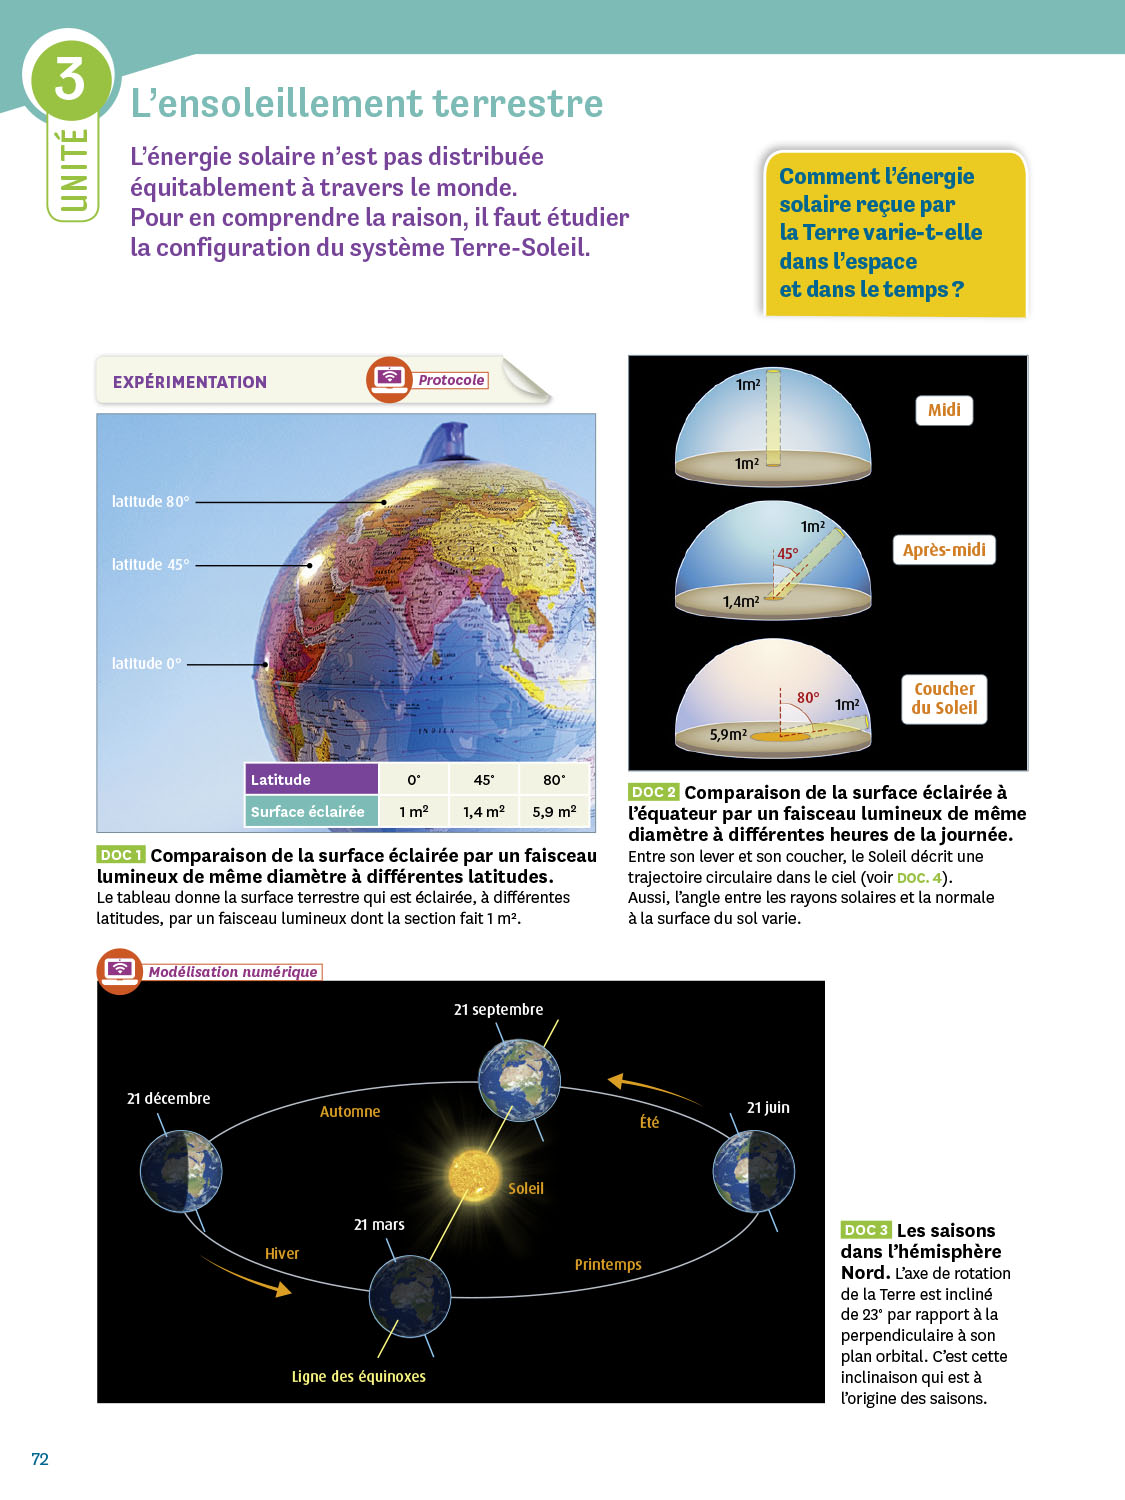 3
UNITÉ
L'ensoleillement terrestre
L'énergie solaire n'est pas distribuée
équitablement à travers le monde.
Pour en comprendre la raison, il faut étudier
la configuration du système Terre-Soleil.
Comment l'énergie
solaire reçue par
la Terre varie-t-elle
dans l'espace
et dans le temps ?
EXPÉRIMENTATION
Protocole
latitude 80°
latitude 45°
latitude 0°
CHINE
INDIEN
Latitude 0° 45° 80°
Surface éclairée 1 m² 1,4 m² 5,9 m²
DOC 1 Comparaison de la surface éclairée par un faisceau
lumineux de même diamètre à différentes latitudes.
Le tableau donne la surface terrestre qui est éclairée, à différentes
latitudes, par un faisceau lumineux dont la section fait 1 m².
1m²
1m²
Midi
1m²
45°
1,4m²
Après-midi
80°
1m²
5,9m²
Coucher
du Soleil
DOC 2 Comparaison de la surface éclairée à
l'équateur par un faisceau lumineux de même
diamètre à différentes heures de la journée.
Entre son lever et son coucher, le Soleil décrit une
trajectoire circulaire dans le ciel (voir DOC. 4).
Aussi, l'angle entre les rayons solaires et la normale
à la surface du sol varie.
Modélisation numérique
21 septembre
21 décembre
21 juin
Automne
Été
Soleil
21 mars
Hiver
Printemps
Ligne des équinoxes
DOC 3 Les saisons
dans l'hémisphère
Nord. L'axe de rotation
de la Terre est incliné
de 23° par rapport à la
perpendiculaire à son
plan orbital. C'est cette
inclinaison qui est à
l'origine des saisons.
72